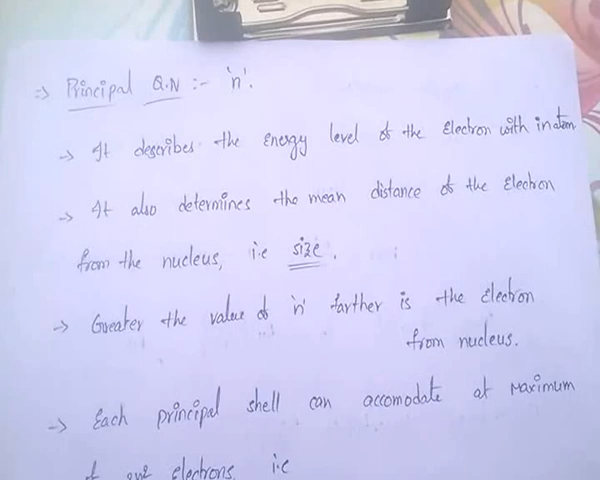 => Principal Q.N :- 'n'.
-> It describes the energy level of the Electron with in atom
-> It also determines the mean distance of the Electron
from the nucleus, i.e size.
-> Greater the value of 'n' farther is the Electron
from nucleus.
-> Each principal shell can accomodate at Maximum
of 2n² electrons i.e